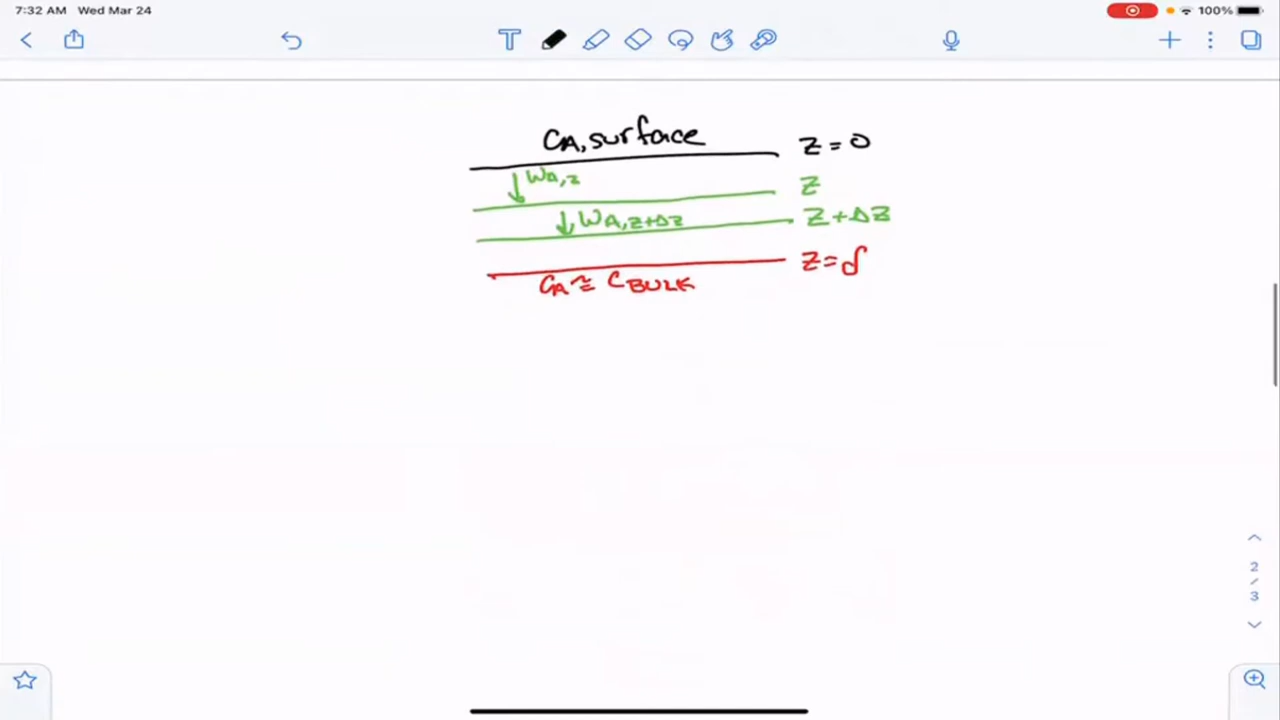 7:32 AM Wed Mar 24
100%
T
CA, surface
z = 0
WA,z
z
WA,z+Δz
z + Δz
z = δ
CA ≅ CBULK
2
/
3